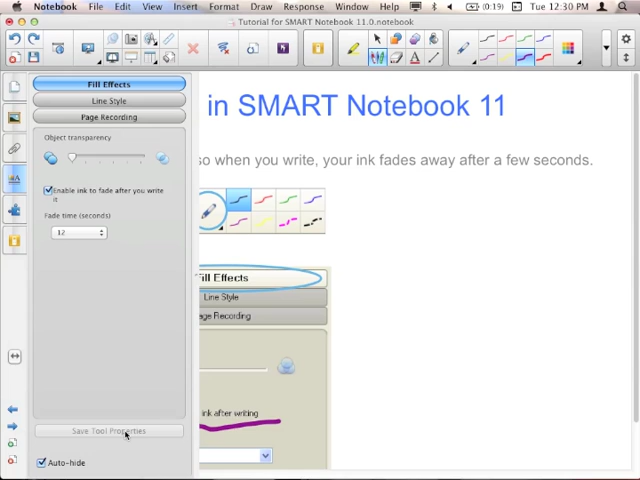 Notebook File Edit View Insert Format Draw Response Window Help (0:19) Tue 12:30 PM
Tutorial for SMART Notebook 11.0.notebook
Fill Effects
Line Style
Page Recording
Object transparency
Enable ink to fade after you write it
Fade time (seconds)
12
Save Tool Properties
Auto-hide
in SMART Notebook 11
so when you write, your ink fades away after a few seconds.
Fill Effects
Line Style
age Recording
ink after writing